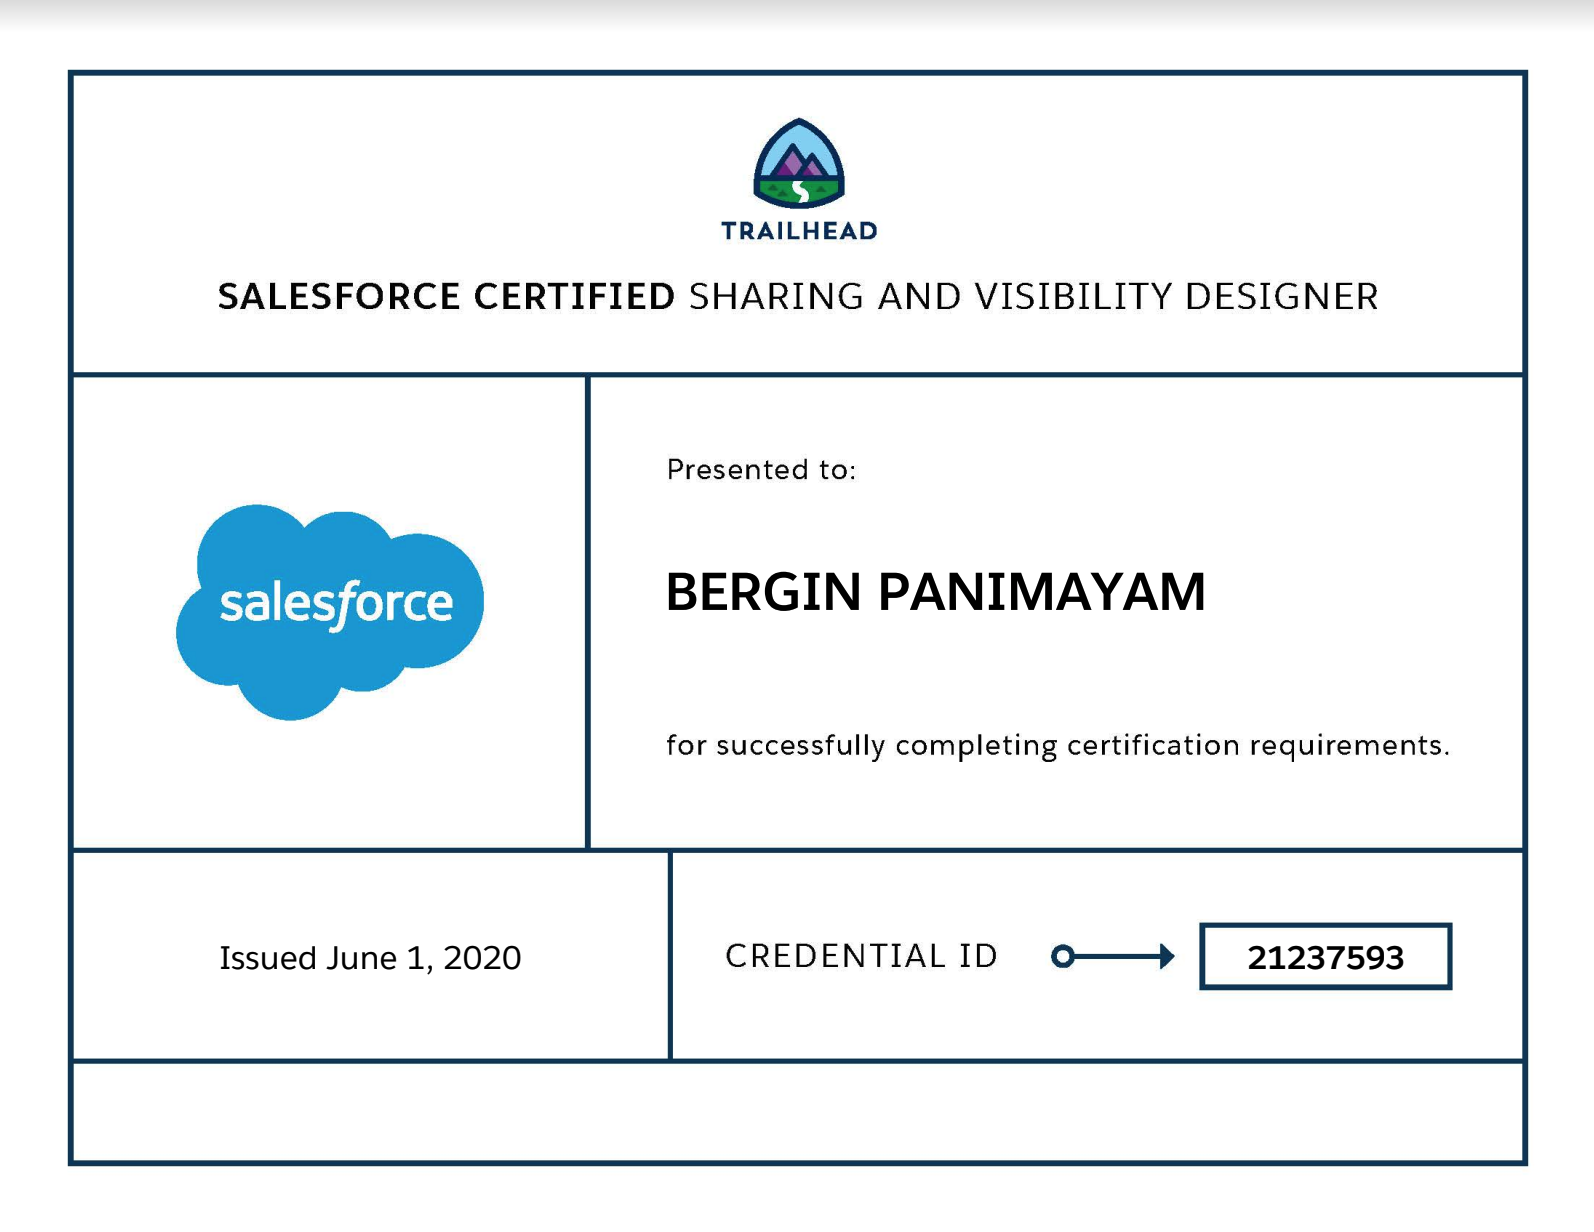 TRAILHEAD
SALESFORCE CERTIFIED SHARING AND VISIBILITY DESIGNER
salesforce
Presented to:
BERGIN PANIMAYAM
for successfully completing certification requirements.
Issued June 1, 2020
CREDENTIAL ID
21237593